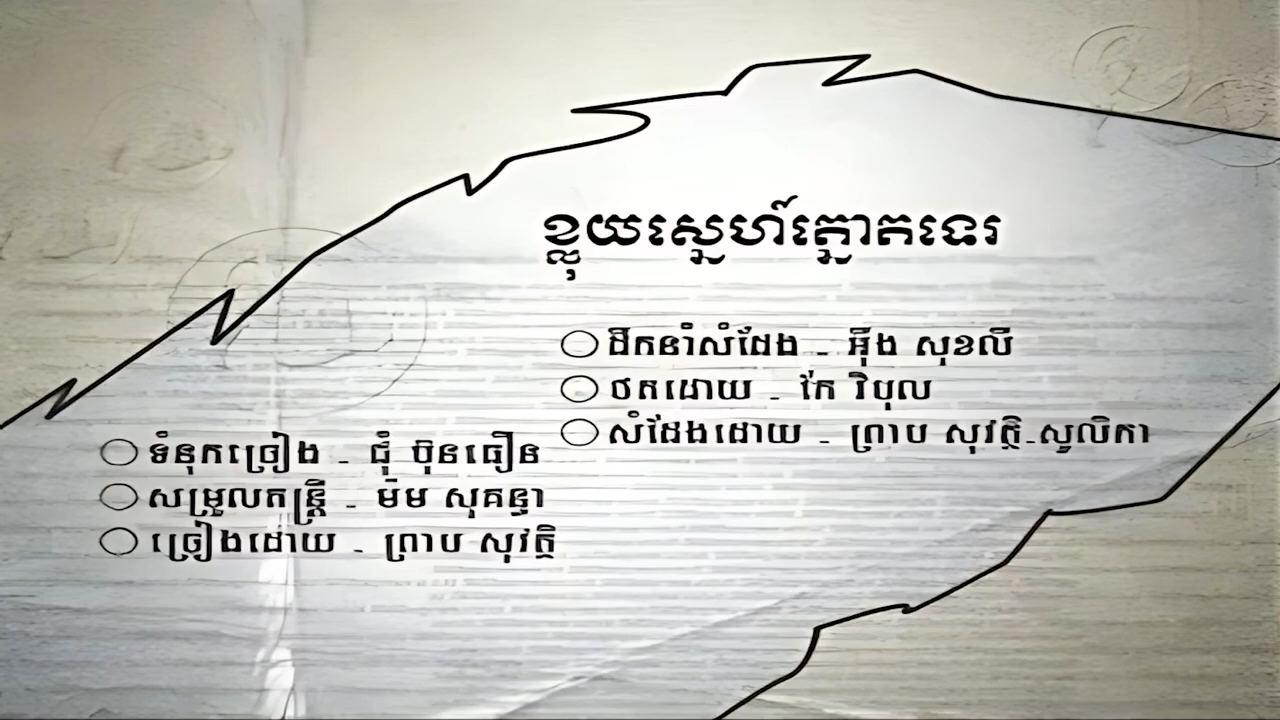 ខ្លុយស្នេហ៍ត្នោតទេរ
ដឹកនាំសំដែង - អ៊ឹង សុខលី
ថតដោយ - កែ វិបុល
សំដែងដោយ - ព្រាប សុវត្ថិ-សូលិកា
ទំនុកច្រៀង - ជុំ ប៊ុនធឿន
សម្រួលតន្ត្រី - ម៉ម សុគន្ធា
ច្រៀងដោយ - ព្រាប សុវត្ថិ